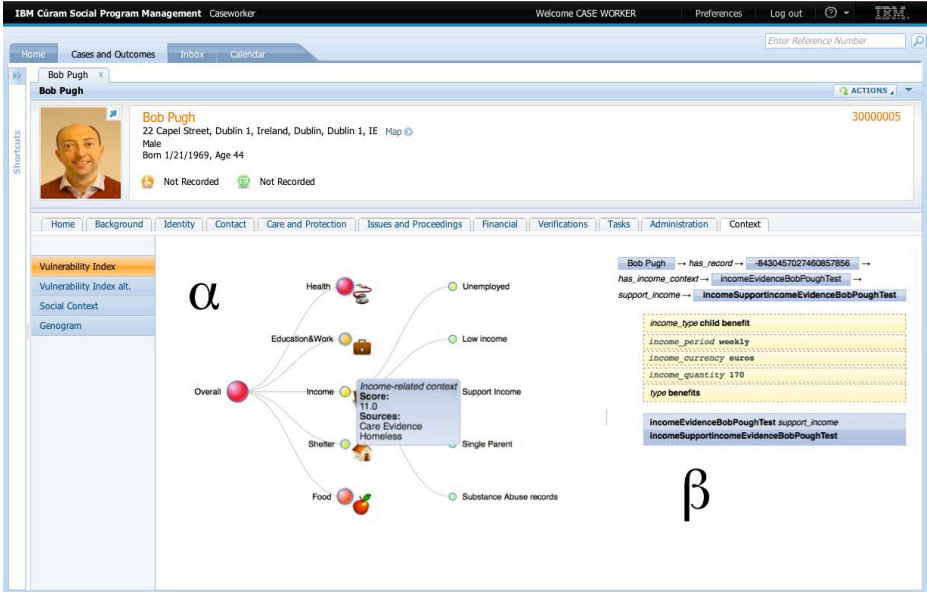 IBM Cúram Social Program Management Caseworker
Welcome CASE WORKER
Preferences
Log out
?
IBM.
Enter Reference Number
Home
Cases and Outcomes
Inbox
Calendar
Bob Pugh x
Bob Pugh
ACTIONS
Shortcuts
Bob Pugh
30000005
22 Capel Street, Dublin 1, Ireland, Dublin, Dublin 1, IE Map
Male
Born 1/21/1969, Age 44
Not Recorded
Not Recorded
Home
Background
Identity
Contact
Care and Protection
Issues and Proceedings
Financial
Verifications
Tasks
Administration
Context
Vulnerability Index
Vulnerability Index alt.
Social Context
Genogram
α
Overall
Health
Education&Work
Income
Shelter
Food
Income-related context
Score:
11.0
Sources:
Care Evidence
Homeless
Unemployed
Low income
Support Income
Single Parent
Substance Abuse records
Bob Pugh → has_record → -8430457027460857856 →
has_income_context → incomeEvidenceBobPoughTest →
support_income → incomeSupportincomeEvidenceBobPoughTest
income_type child benefit
income_period weekly
income_currency euros
income_quantity 170
type benefits
incomeEvidenceBobPoughTest support_income
incomeSupportincomeEvidenceBobPoughTest
β